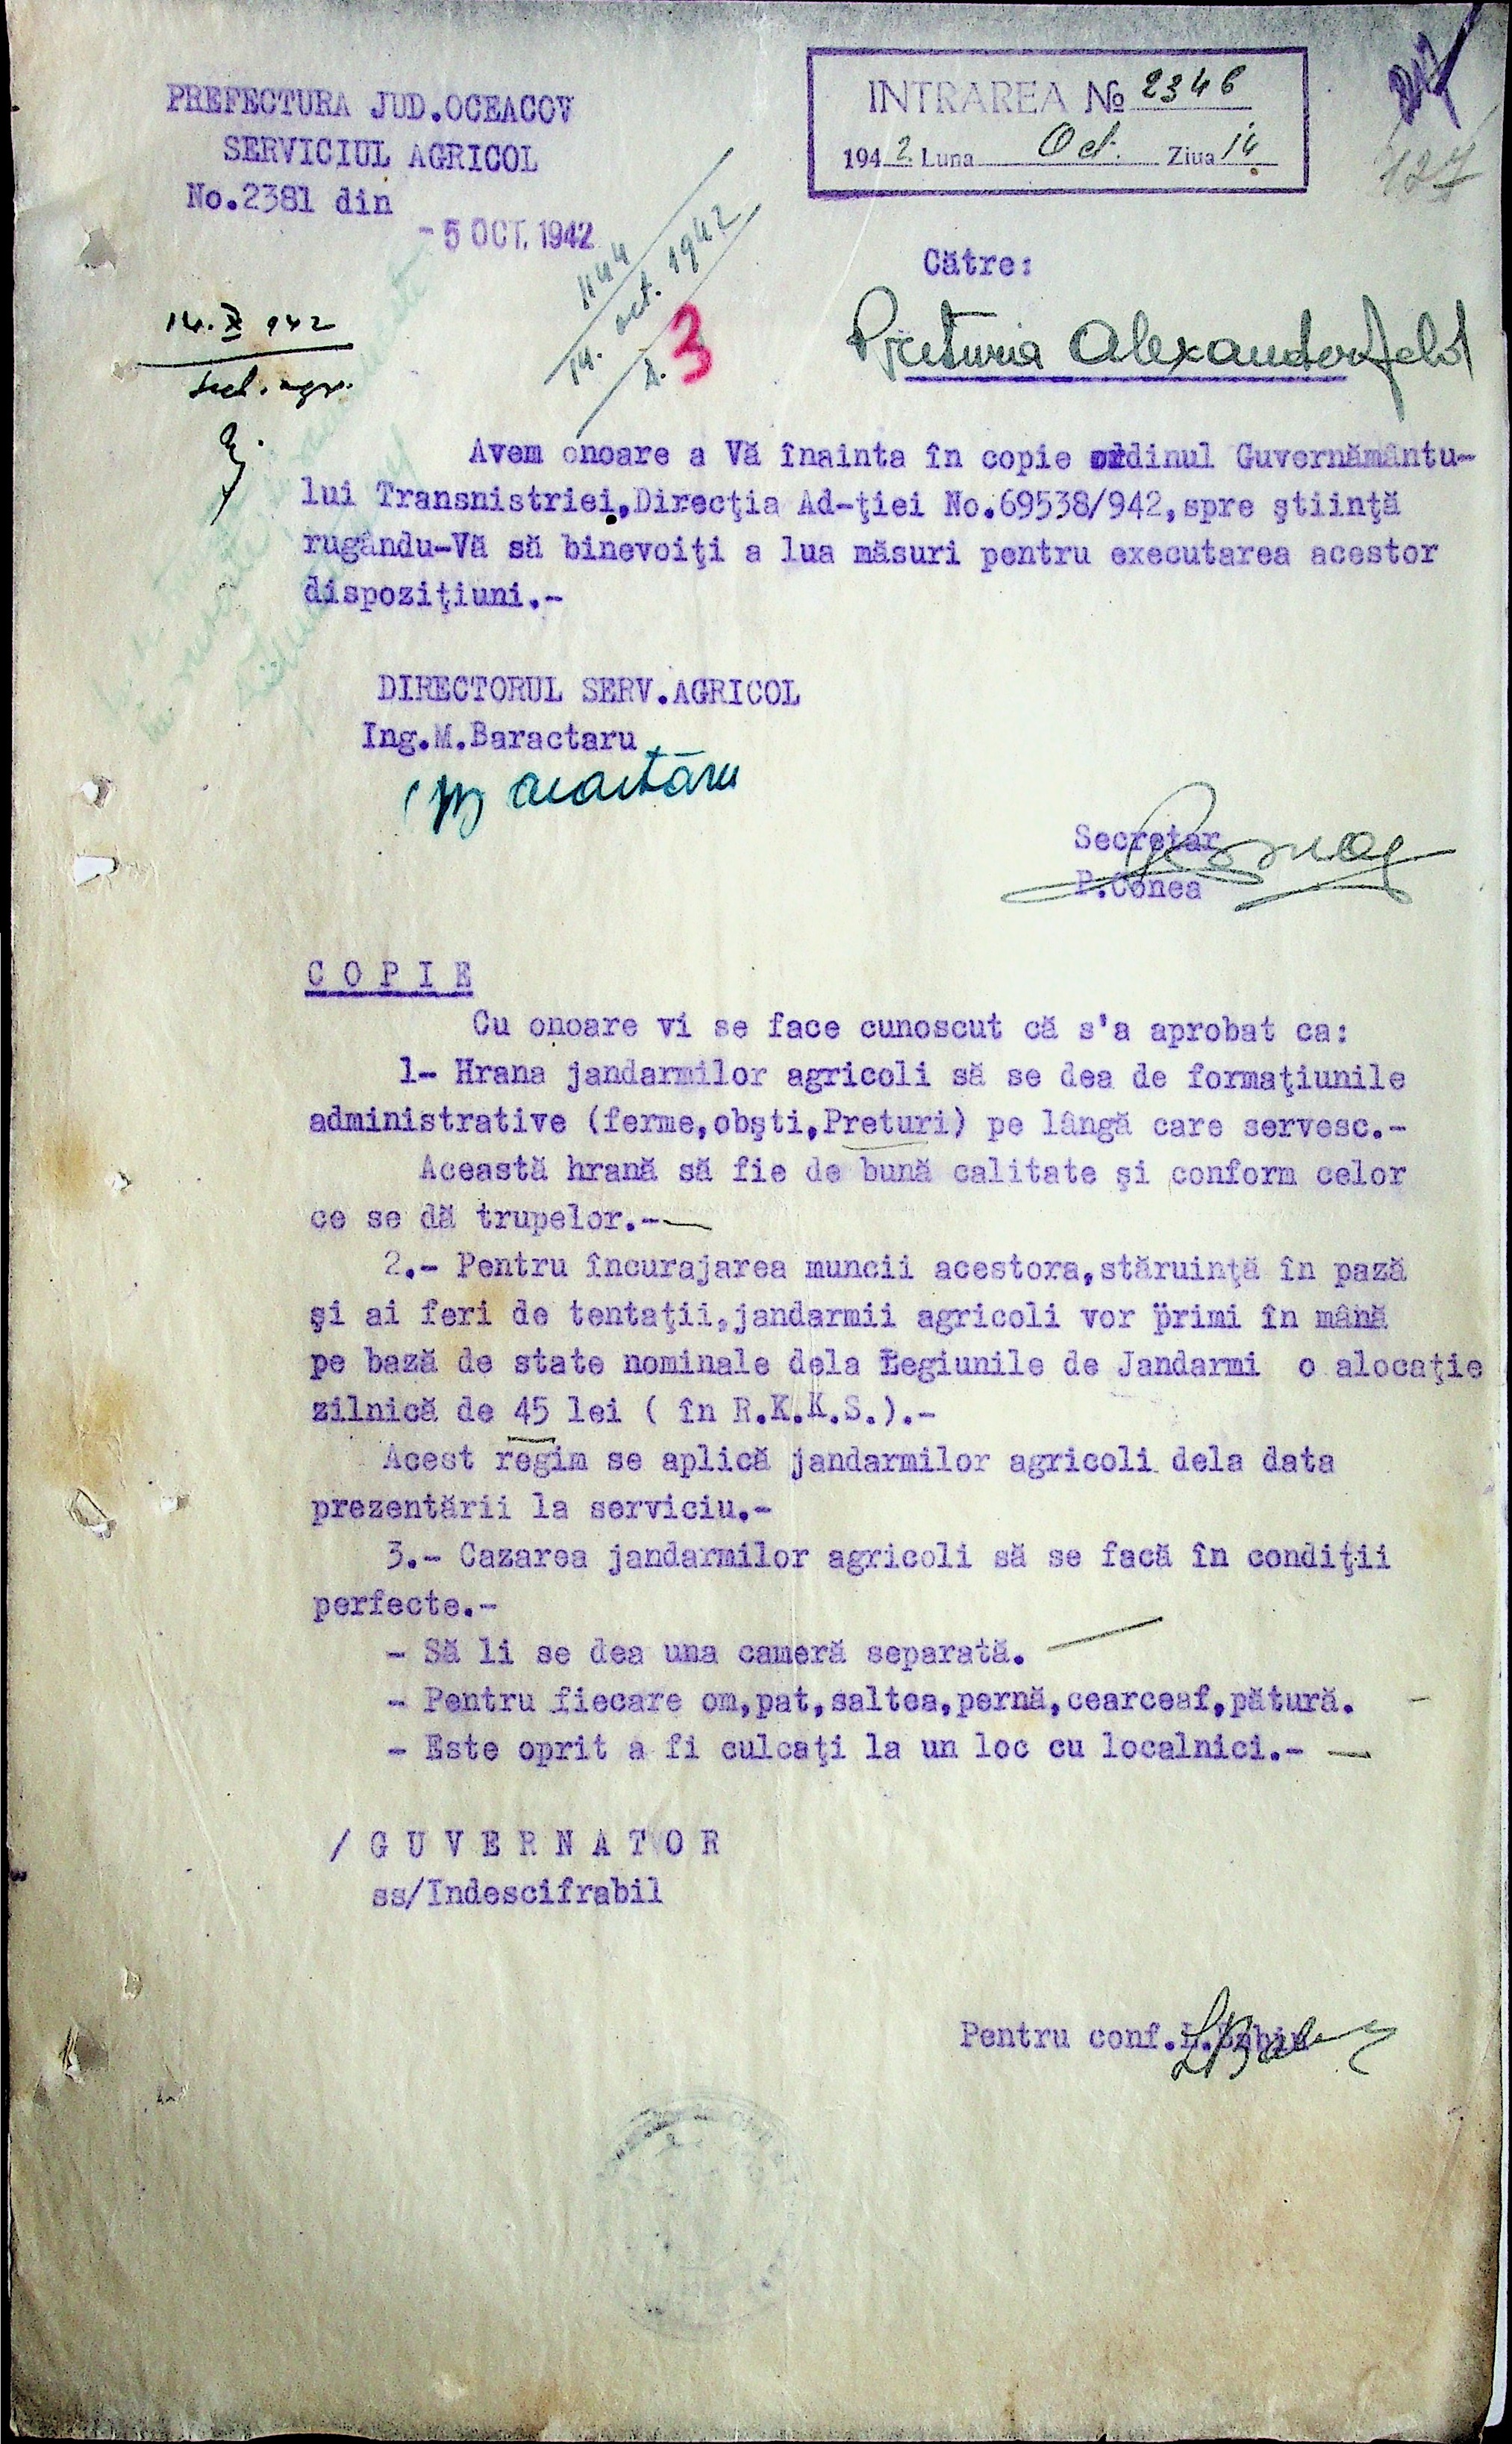 PREFECTURA JUD.OCEACOV
SERVICIUL AGRICOL
No.2381 din
- 5 OCT. 1942
INTRAREA № 2346
1942 Luna Oct. Ziua 14
127
Către:
Pretura Alexanderfeld
14.X 942
1144
14. oct. 1942
3
Avem onoare a Vă înainta în copie ordinul Guvernământu-
lui Transnistriei,Direcţia Ad-ţiei No.69538/942,spre ştiinţă
rugându-Vă să binevoiţi a lua măsuri pentru executarea acestor
dispoziţiuni.-
DIRECTORUL SERV.AGRICOL
Ing.M.Baractaru
Secretar
P.Conea
C O P I E
Cu onoare vi se face cunoscut că s'a aprobat ca:
1- Hrana jandarmilor agricoli să se dea de formaţiunile
administrative (ferme,obşti,Preturi) pe lângă care servesc.-
Această hrană să fie de bună calitate şi conform celor
ce se dă trupelor.-
2.- Pentru încurajarea muncii acestora,stăruinţă în pază
şi ai feri de tentaţii,jandarmii agricoli vor primi în mână
pe bază de state nominale dela Legiunile de Jandarmi o alocaţie
zilnică de 45 lei ( în R.K.K.S.).-
Acest regim se aplică jandarmilor agricoli dela data
prezentării la serviciu.-
3.- Cazarea jandarmilor agricoli să se facă în condiţii
perfecte.-
- Să li se dea una cameră separată.
- Pentru fiecare om,pat,saltea,pernă,cearceaf,pătură.
- Este oprit a fi culcaţi la un loc cu localnici.-
/ G U V E R N A T O R
ss/Indescifrabil
Pentru conf.